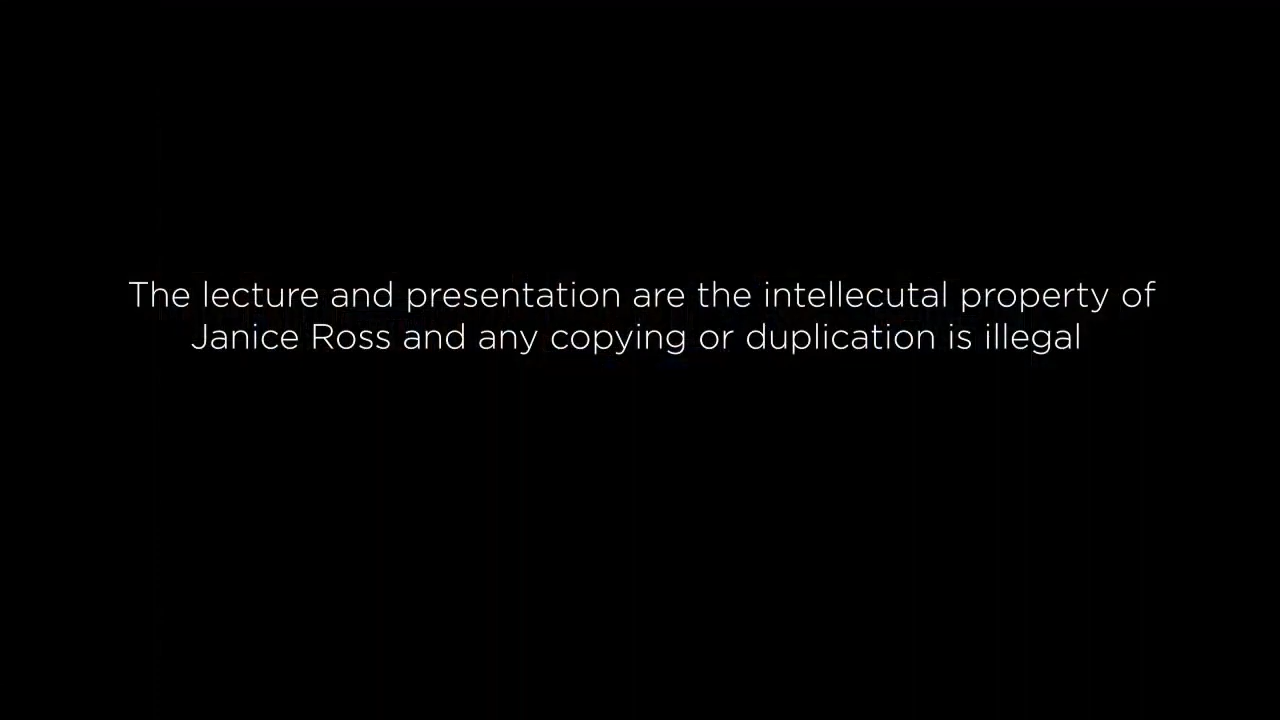 The lecture and presentation are the intellecutal property of
Janice Ross and any copying or duplication is illegal